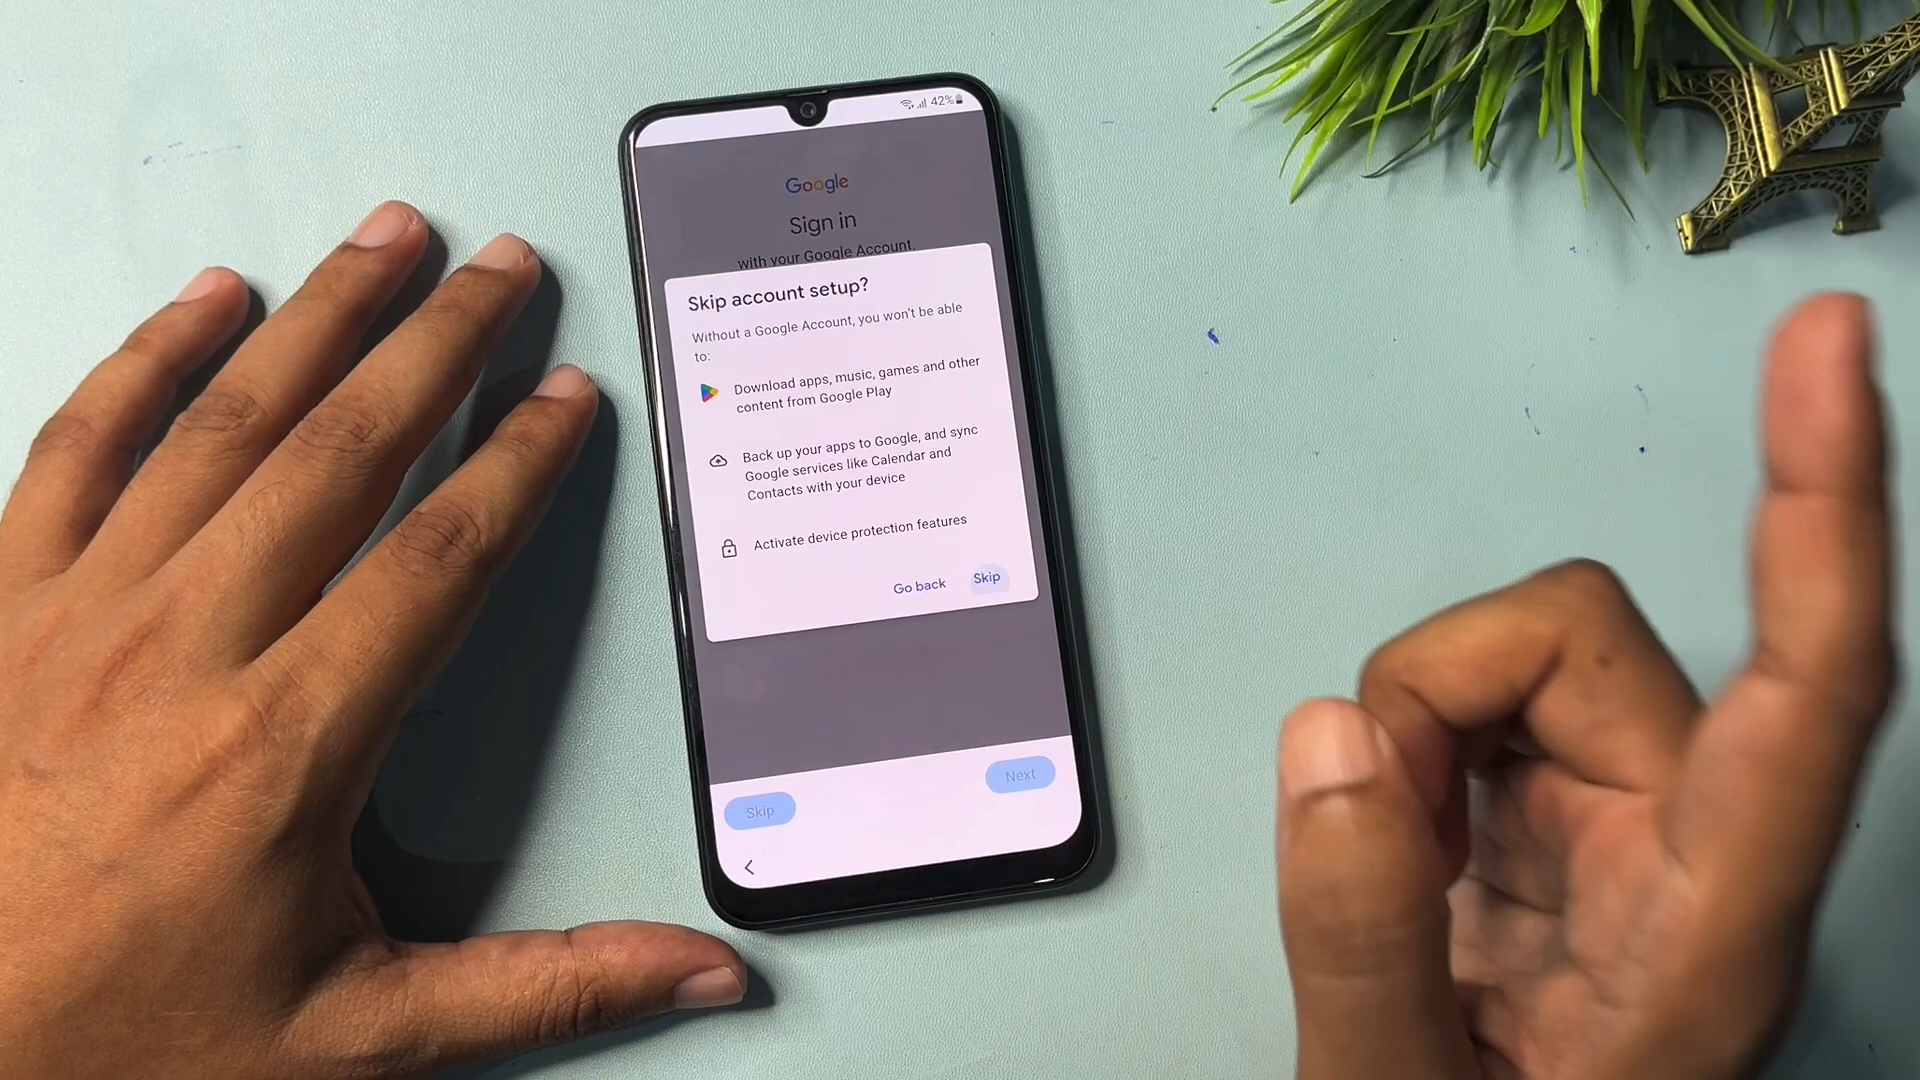 42%
Google
Sign in
with your Google Account.
Skip account setup?
Without a Google Account, you won't be able
to:
Download apps, music, games and other
content from Google Play
Back up your apps to Google, and sync
Google services like Calendar and
Contacts with your device
Activate device protection features
Go back
Skip
Next
Skip